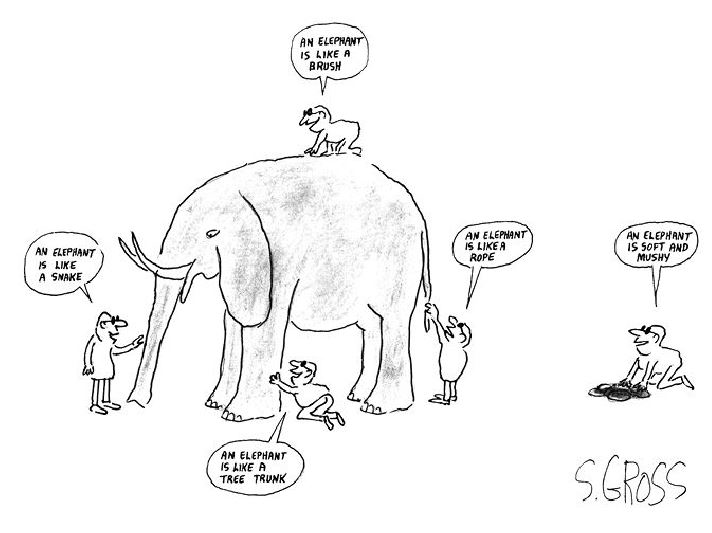 AN ELEPHANT
IS LIKE A
BRUSH
AN ELEPHANT
IS LIKE
A SNAKE
AN ELEPHANT
IS LIKE A
ROPE
AN ELEPHANT
IS SOFT AND
MUSHY
AN ELEPHANT
IS LIKE A
TREE TRUNK
S.GROSS